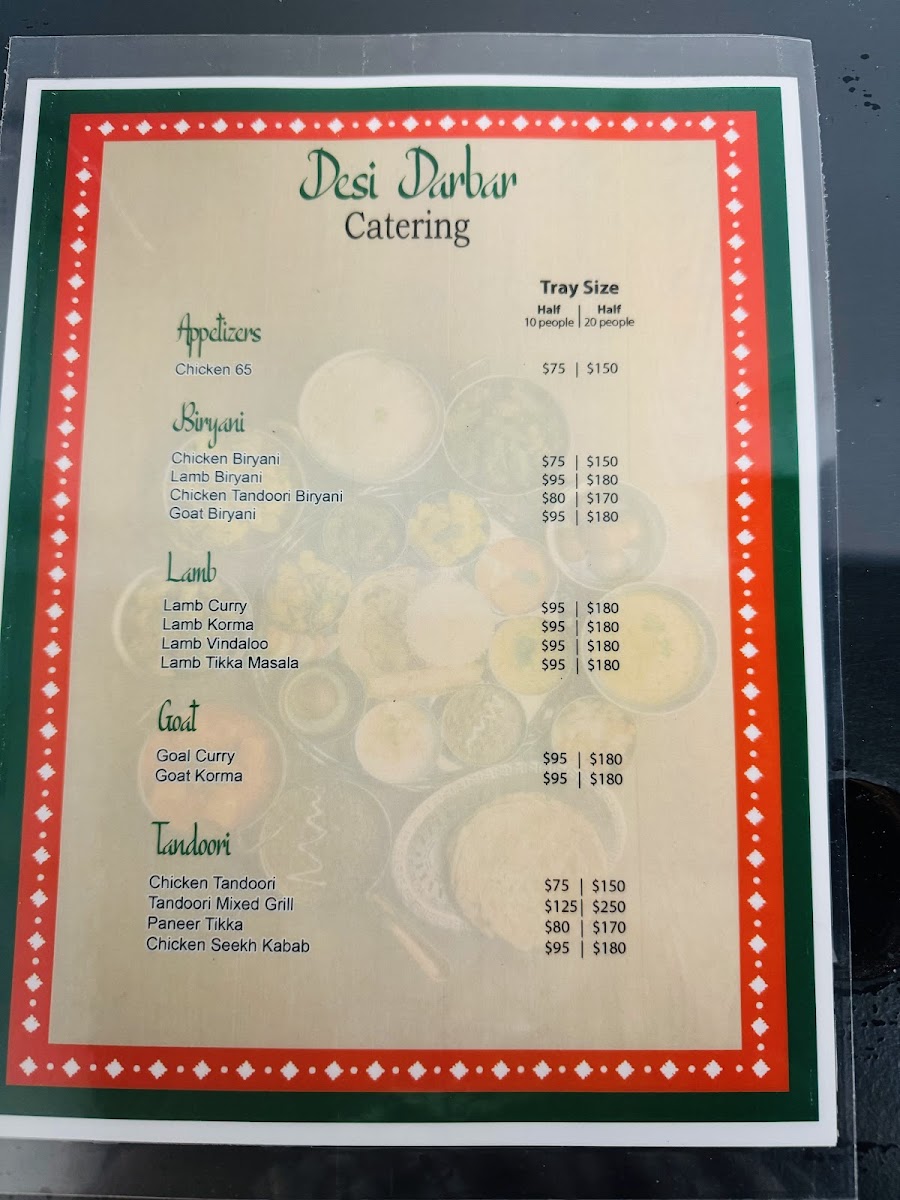 Desi Darbar
Catering
Tray Size
Half | Half
10 people | 20 people
Appetizers
Chicken 65 $75 | $150
Biryani
Chicken Biryani $75 | $150
Lamb Biryani $95 | $180
Chicken Tandoori Biryani $80 | $170
Goat Biryani $95 | $180
Lamb
Lamb Curry $95 | $180
Lamb Korma $95 | $180
Lamb Vindaloo $95 | $180
Lamb Tikka Masala $95 | $180
Goat
Goal Curry $95 | $180
Goat Korma $95 | $180
Tandoori
Chicken Tandoori $75 | $150
Tandoori Mixed Grill $125| $250
Paneer Tikka $80 | $170
Chicken Seekh Kabab $95 | $180